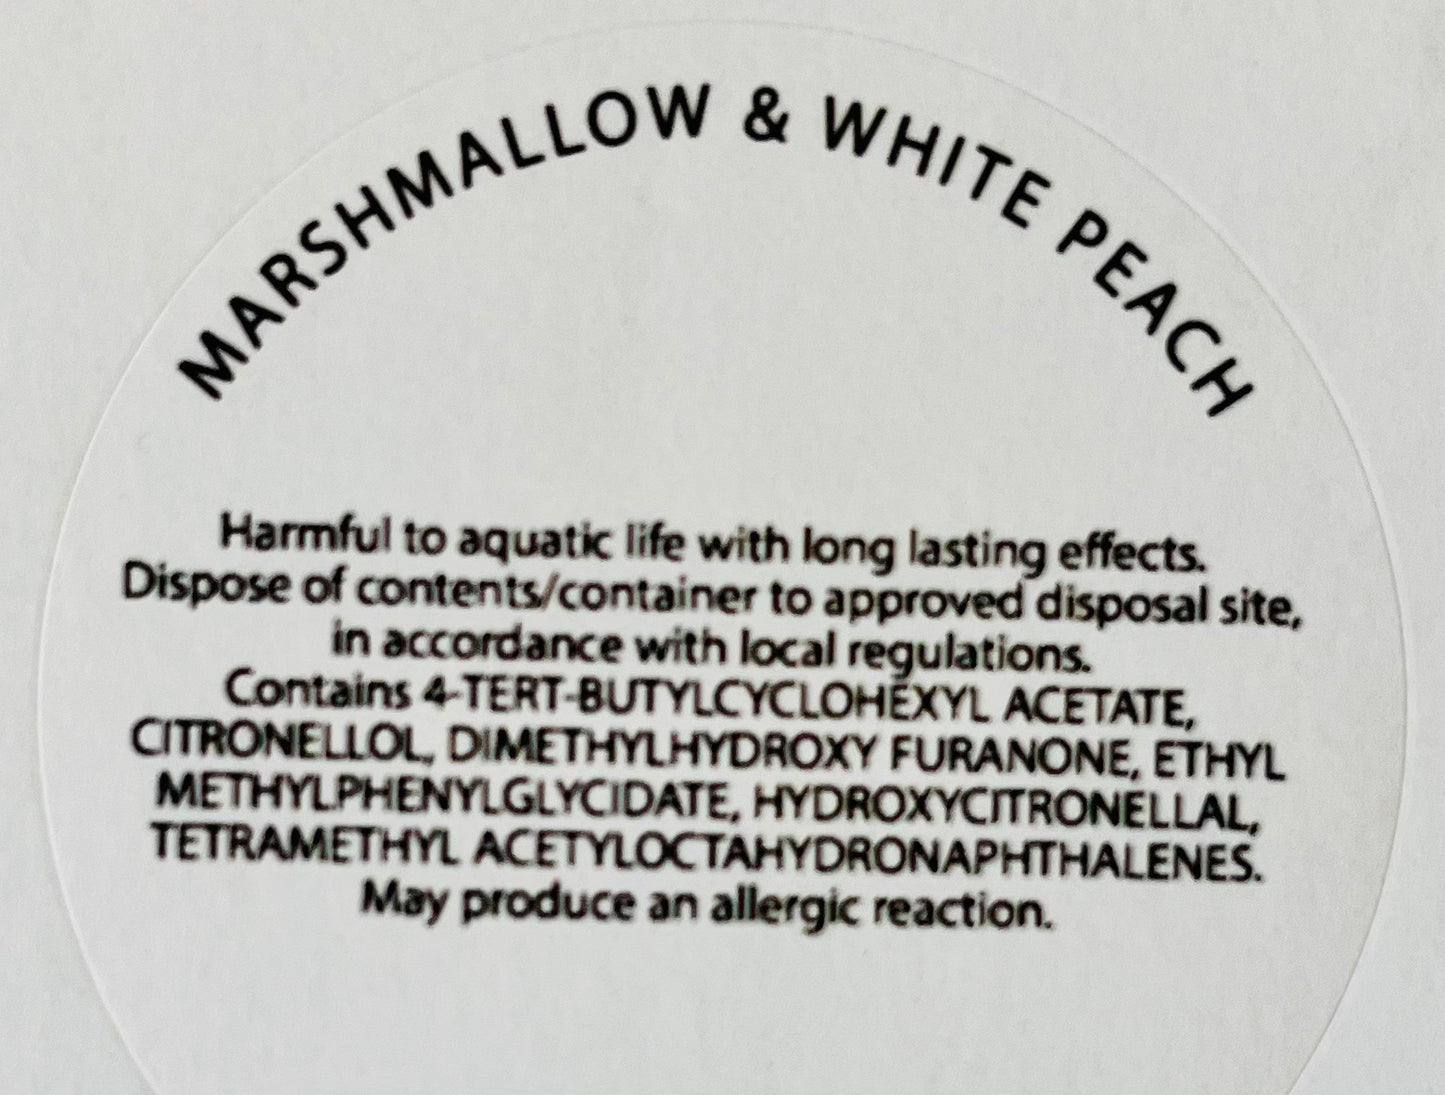 MARSHMALLOW & WHITE PEACH
Harmful to aquatic life with long lasting effects.
Dispose of contents/container to approved disposal site,
in accordance with local regulations.
Contains 4-TERT-BUTYLCYCLOHEXYL ACETATE,
CITRONELLOL, DIMETHYLHYDROXY FURANONE, ETHYL
METHYLPHENYLGLYCIDATE, HYDROXYCITRONELLAL,
TETRAMETHYL ACETYLOCTAHYDRONAPHTHALENES.
May produce an allergic reaction.